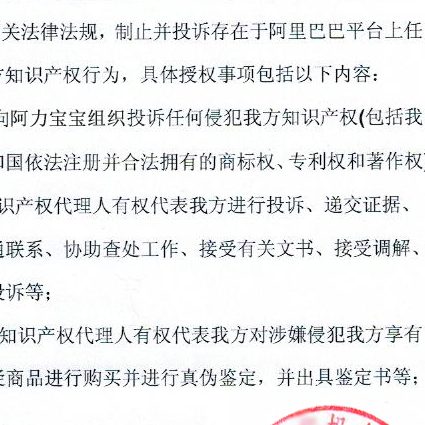 关法律法规，制止并投诉存在于阿里巴巴平台上任
知识产权行为，具体授权事项包括以下内容：
向阿力宝宝组织投诉任何侵犯我方知识产权(包括我
和国依法注册并合法拥有的商标权、专利权和著作权)
识产权代理人有权代表我方进行投诉、递交证据、
通联系、协助查处工作、接受有关文书、接受调解、
投诉等；
知识产权代理人有权代表我方对涉嫌侵犯我方享有
类商品进行购买并进行真伪鉴定，并出具鉴定书等；